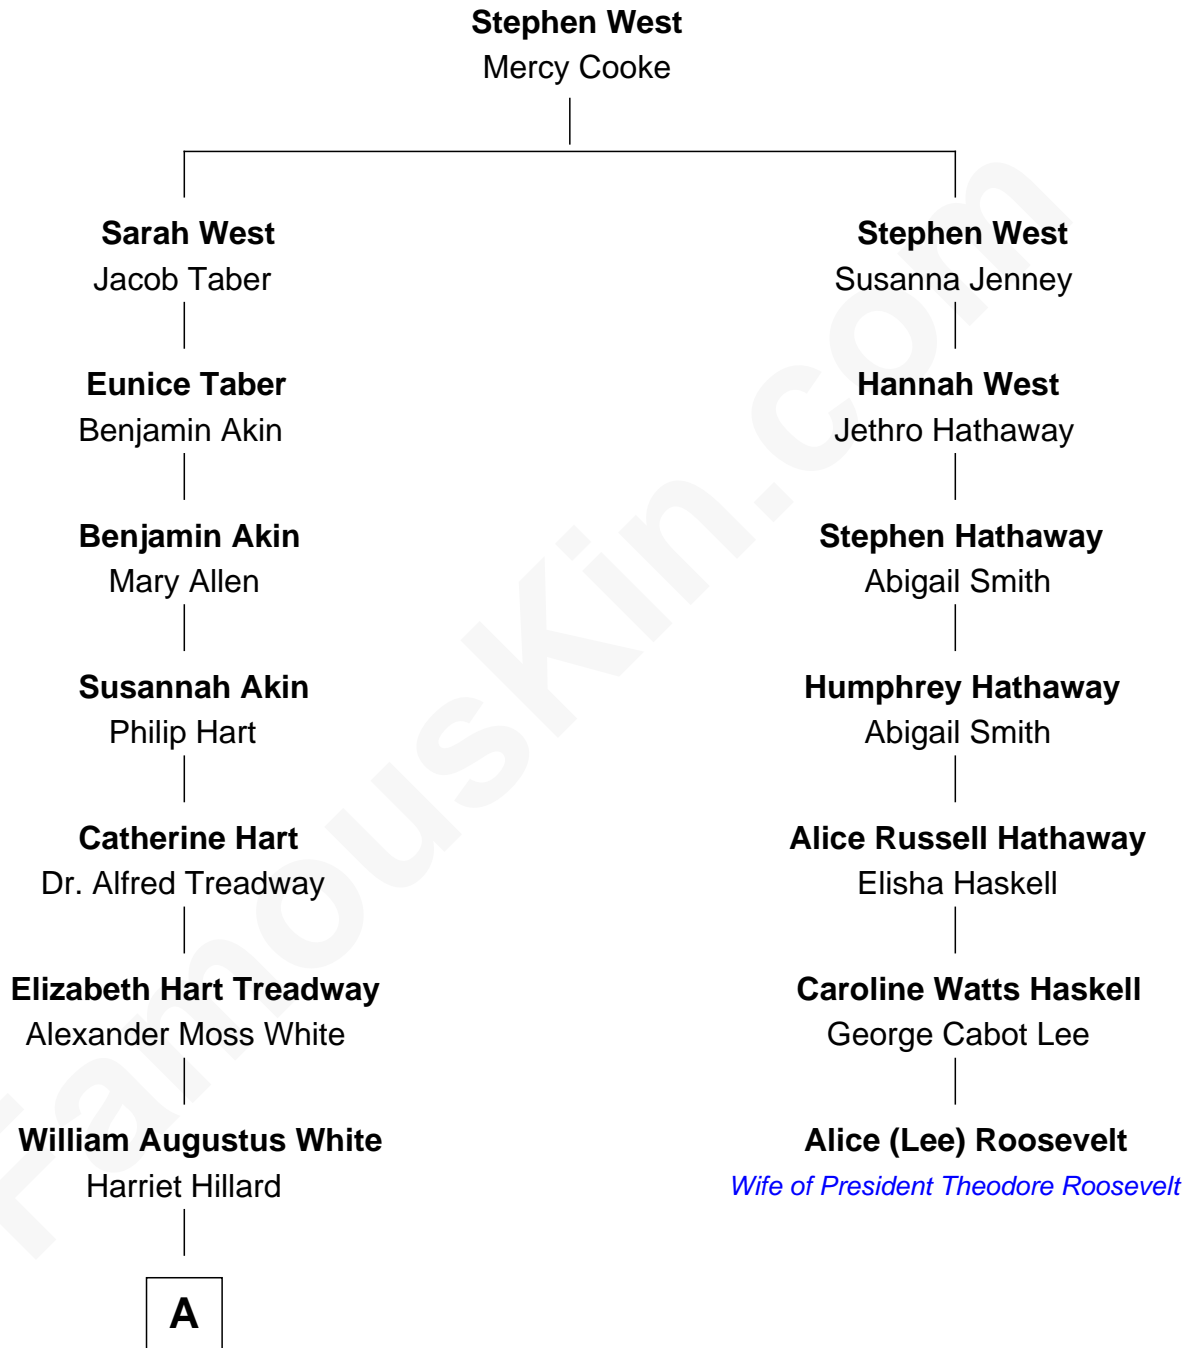 Stephen West
Mercy Cooke
Sarah West
Jacob Taber
Stephen West
Susanna Jenney
Eunice Taber
Benjamin Akin
Hannah West
Jethro Hathaway
Benjamin Akin
Mary Allen
Stephen Hathaway
Abigail Smith
Susannah Akin
Philip Hart
Humphrey Hathaway
Abigail Smith
Catherine Hart
Dr. Alfred Treadway
Alice Russell Hathaway
Elisha Haskell
Elizabeth Hart Treadway
Alexander Moss White
Caroline Watts Haskell
George Cabot Lee
William Augustus White
Harriet Hillard
Alice (Lee) Roosevelt
Wife of President Theodore Roosevelt
A
FamousKin.com